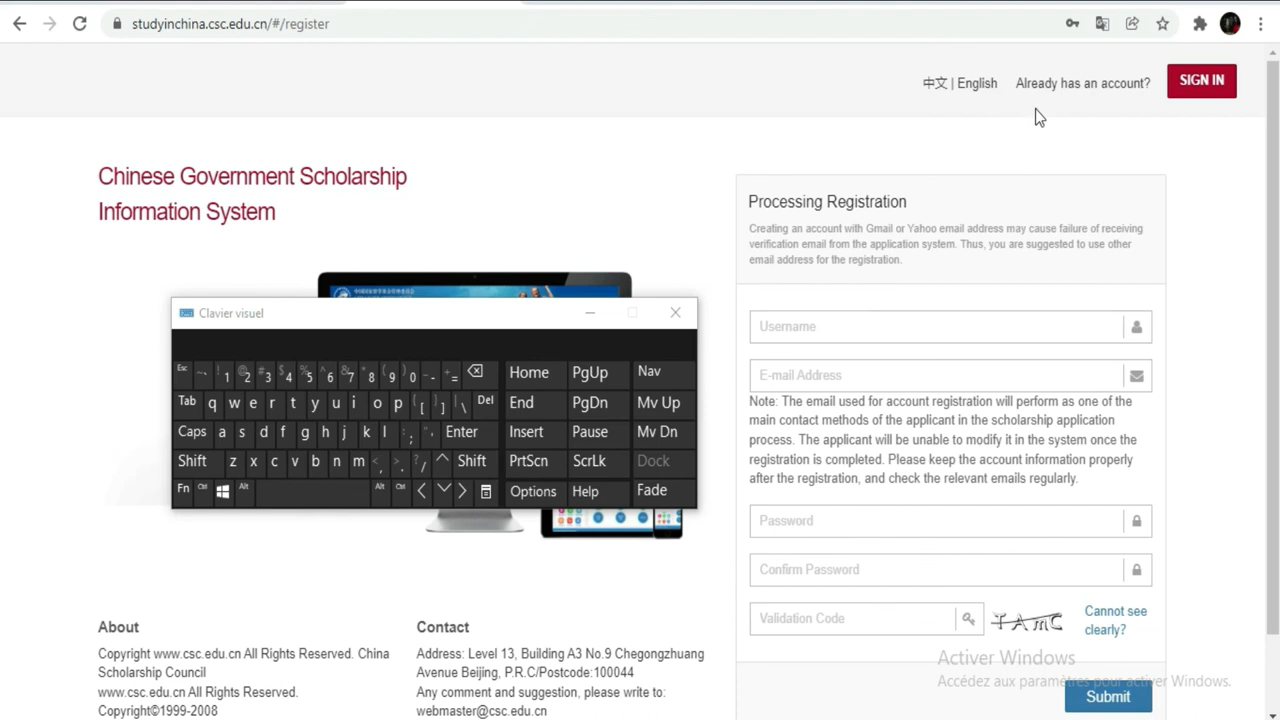 studyinchina.csc.edu.cn/#/register
中文 | English Already has an account? SIGN IN
Chinese Government Scholarship
Information System
Clavier visuel
Esc ~ ` ! 1 @ 2 # 3 $ 4 % 5 ^ 6 & 7 * 8 ( 9 ) 0 _ - + = Home PgUp Nav
Tab q w e r t y u i o p { [ } ] | \ Del End PgDn Mv Up
Caps a s d f g h j k l : ; " ' Enter Insert Pause Mv Dn
Shift z x c v b n m < , > . ? / Shift PrtScn ScrLk Dock
Fn Ctrl Alt Alt Ctrl Options Help Fade
Processing Registration
Creating an account with Gmail or Yahoo email address may cause failure of receiving
verification email from the application system. Thus, you are suggested to use other
email address for the registration.
Username
E-mail Address
Note: The email used for account registration will perform as one of the
main contact methods of the applicant in the scholarship application
process. The applicant will be unable to modify it in the system once the
registration is completed. Please keep the account information properly
after the registration, and check the relevant emails regularly.
Password
Confirm Password
Validation Code TAMC Cannot see
clearly?
Submit
Activer Windows
Accédez aux paramètres pour activer Windows.
About
Copyright www.csc.edu.cn All Rights Reserved. China
Scholarship Council
www.csc.edu.cn All Rights Reserved.
Copyright©1999-2008
Contact
Address: Level 13, Building A3 No.9 Chegongzhuang
Avenue Beijing, P.R.C/Postcode:100044
Any comment and suggestion, please write to:
webmaster@csc.edu.cn